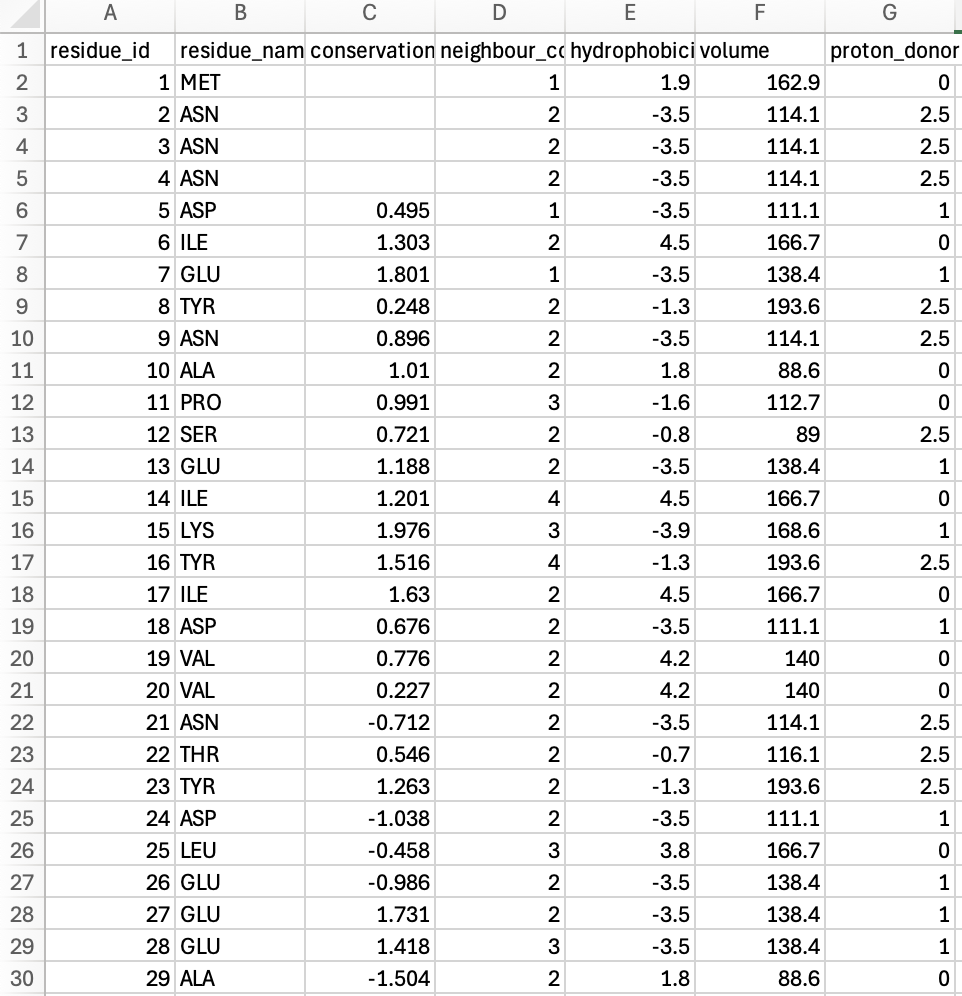 A B C D E F G
1 residue_id residue_nam conservation neighbour_co hydrophobici volume proton_donor
2 1 MET 1 1.9 162.9 0
3 2 ASN 2 -3.5 114.1 2.5
4 3 ASN 2 -3.5 114.1 2.5
5 4 ASN 2 -3.5 114.1 2.5
6 5 ASP 0.495 1 -3.5 111.1 1
7 6 ILE 1.303 2 4.5 166.7 0
8 7 GLU 1.801 1 -3.5 138.4 1
9 8 TYR 0.248 2 -1.3 193.6 2.5
10 9 ASN 0.896 2 -3.5 114.1 2.5
11 10 ALA 1.01 2 1.8 88.6 0
12 11 PRO 0.991 3 -1.6 112.7 0
13 12 SER 0.721 2 -0.8 89 2.5
14 13 GLU 1.188 2 -3.5 138.4 1
15 14 ILE 1.201 4 4.5 166.7 0
16 15 LYS 1.976 3 -3.9 168.6 1
17 16 TYR 1.516 4 -1.3 193.6 2.5
18 17 ILE 1.63 2 4.5 166.7 0
19 18 ASP 0.676 2 -3.5 111.1 1
20 19 VAL 0.776 2 4.2 140 0
21 20 VAL 0.227 2 4.2 140 0
22 21 ASN -0.712 2 -3.5 114.1 2.5
23 22 THR 0.546 2 -0.7 116.1 2.5
24 23 TYR 1.263 2 -1.3 193.6 2.5
25 24 ASP -1.038 2 -3.5 111.1 1
26 25 LEU -0.458 3 3.8 166.7 0
27 26 GLU -0.986 2 -3.5 138.4 1
28 27 GLU 1.731 2 -3.5 138.4 1
29 28 GLU 1.418 3 -3.5 138.4 1
30 29 ALA -1.504 2 1.8 88.6 0